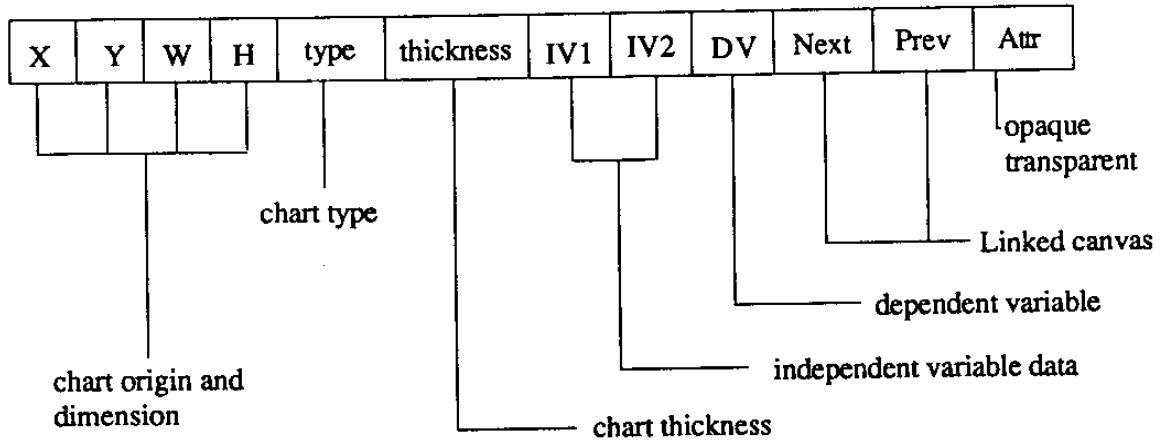 X Y W H type thickness IV1 IV2 DV Next Prev Attr
opaque
transparent
chart type
Linked canvas
dependent variable
independent variable data
chart origin and
dimension
chart thickness